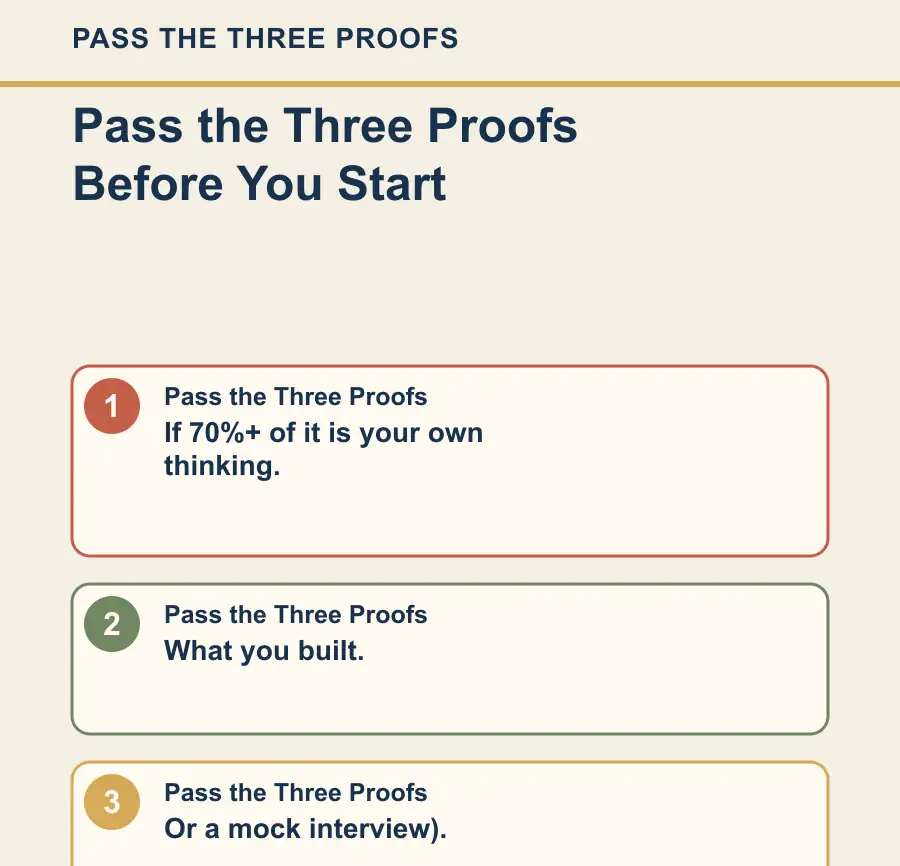 PASS THE THREE PROOFS
Pass the Three Proofs
Before You Start
1
Pass the Three Proofs
If 70%+ of it is your own
thinking.
2
Pass the Three Proofs
What you built.
3
Pass the Three Proofs
Or a mock interview).